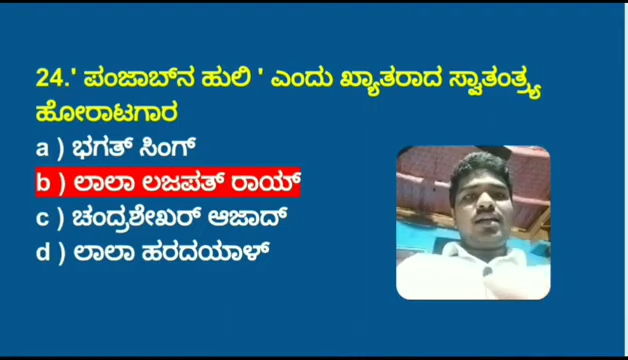 24.' ಪಂಜಾಬ್‌ನ ಹುಲಿ ' ಎಂದು ಖ್ಯಾತರಾದ ಸ್ವಾತಂತ್ರ್ಯ
ಹೋರಾಟಗಾರ
a ) ಭಗತ್ ಸಿಂಗ್
b ) ಲಾಲಾ ಲಜಪತ್ ರಾಯ್
c ) ಚಂದ್ರಶೇಖರ್ ಆಜಾದ್
d ) ಲಾಲಾ ಹರದಯಾಳ್